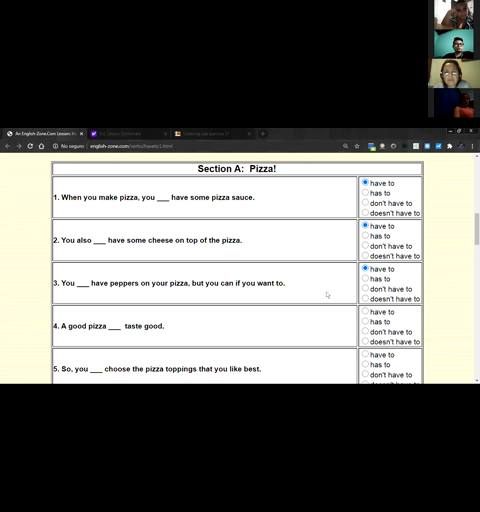 An English-Zone.Com Lesson: H
No seguro | english-zone.com/verbs/haveto1.html
Section A: Pizza!
1. When you make pizza, you ___ have some pizza sauce.
have to
has to
don't have to
doesn't have to
2. You also ___ have some cheese on top of the pizza.
have to
has to
don't have to
doesn't have to
3. You ___ have peppers on your pizza, but you can if you want to.
have to
has to
don't have to
doesn't have to
4. A good pizza ___ taste good.
have to
has to
don't have to
doesn't have to
5. So, you ___ choose the pizza toppings that you like best.
have to
has to
don't have to
doesn't have to